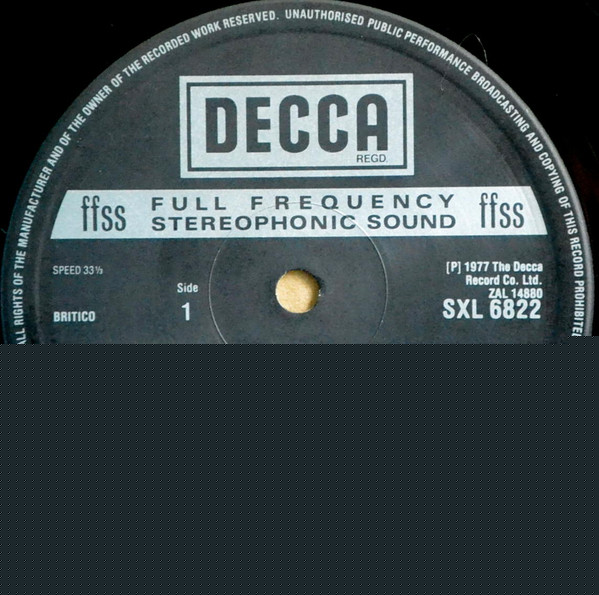 ALL RIGHTS OF THE MANUFACTURER AND OF THE OWNER OF THE RECORDED WORK RESERVED. UNAUTHORISED PUBLIC PERFORMANCE BROADCASTING AND COPYING OF THIS RECORD PROHIBITED
DECCA
REGD.
ffss FULL FREQUENCY ffss
STEREOPHONIC SOUND
SPEED 33⅓
[P] 1977 The Decca
Record Co. Ltd.
ZAL 14880
Side
SXL 6822
1
BRITICO